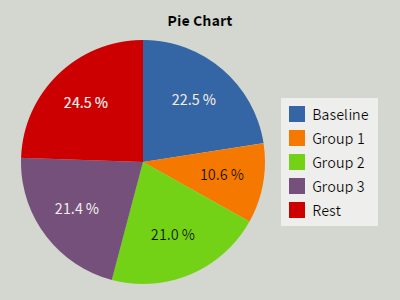 Pie Chart
22.5 %
24.5 %
10.6 %
21.4 %
21.0 %
Baseline
Group 1
Group 2
Group 3
Rest